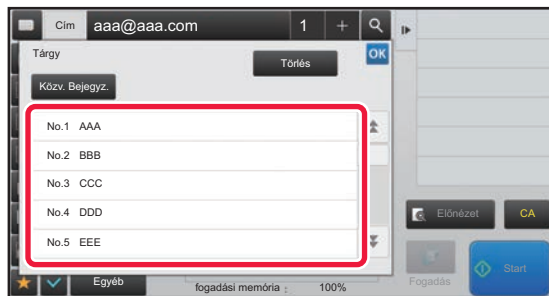 Cím aaa@aaa.com 1 +
Tárgy
Törlés
OK
Közv. Bejegyz.
No.1 AAA
No.2 BBB
No.3 CCC
No.4 DDD
No.5 EEE
Előnézet CA
Fogadás Start
Egyéb
fogadási memória : 100%